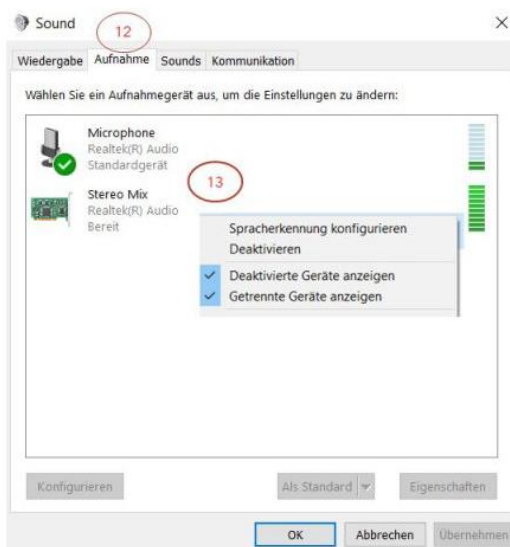 Sound
12
Wiedergabe Aufnahme Sounds Kommunikation
Wählen Sie ein Aufnahmegerät aus, um die Einstellungen zu ändern:
Microphone
Realtek(R) Audio
Standardgerät
13
Stereo Mix
Realtek(R) Audio
Bereit
Spracherkennung konfigurieren
Deaktivieren
Deaktivierte Geräte anzeigen
Getrennte Geräte anzeigen
Konfigurieren Als Standard Eigenschaften
OK Abbrechen Übernehmen